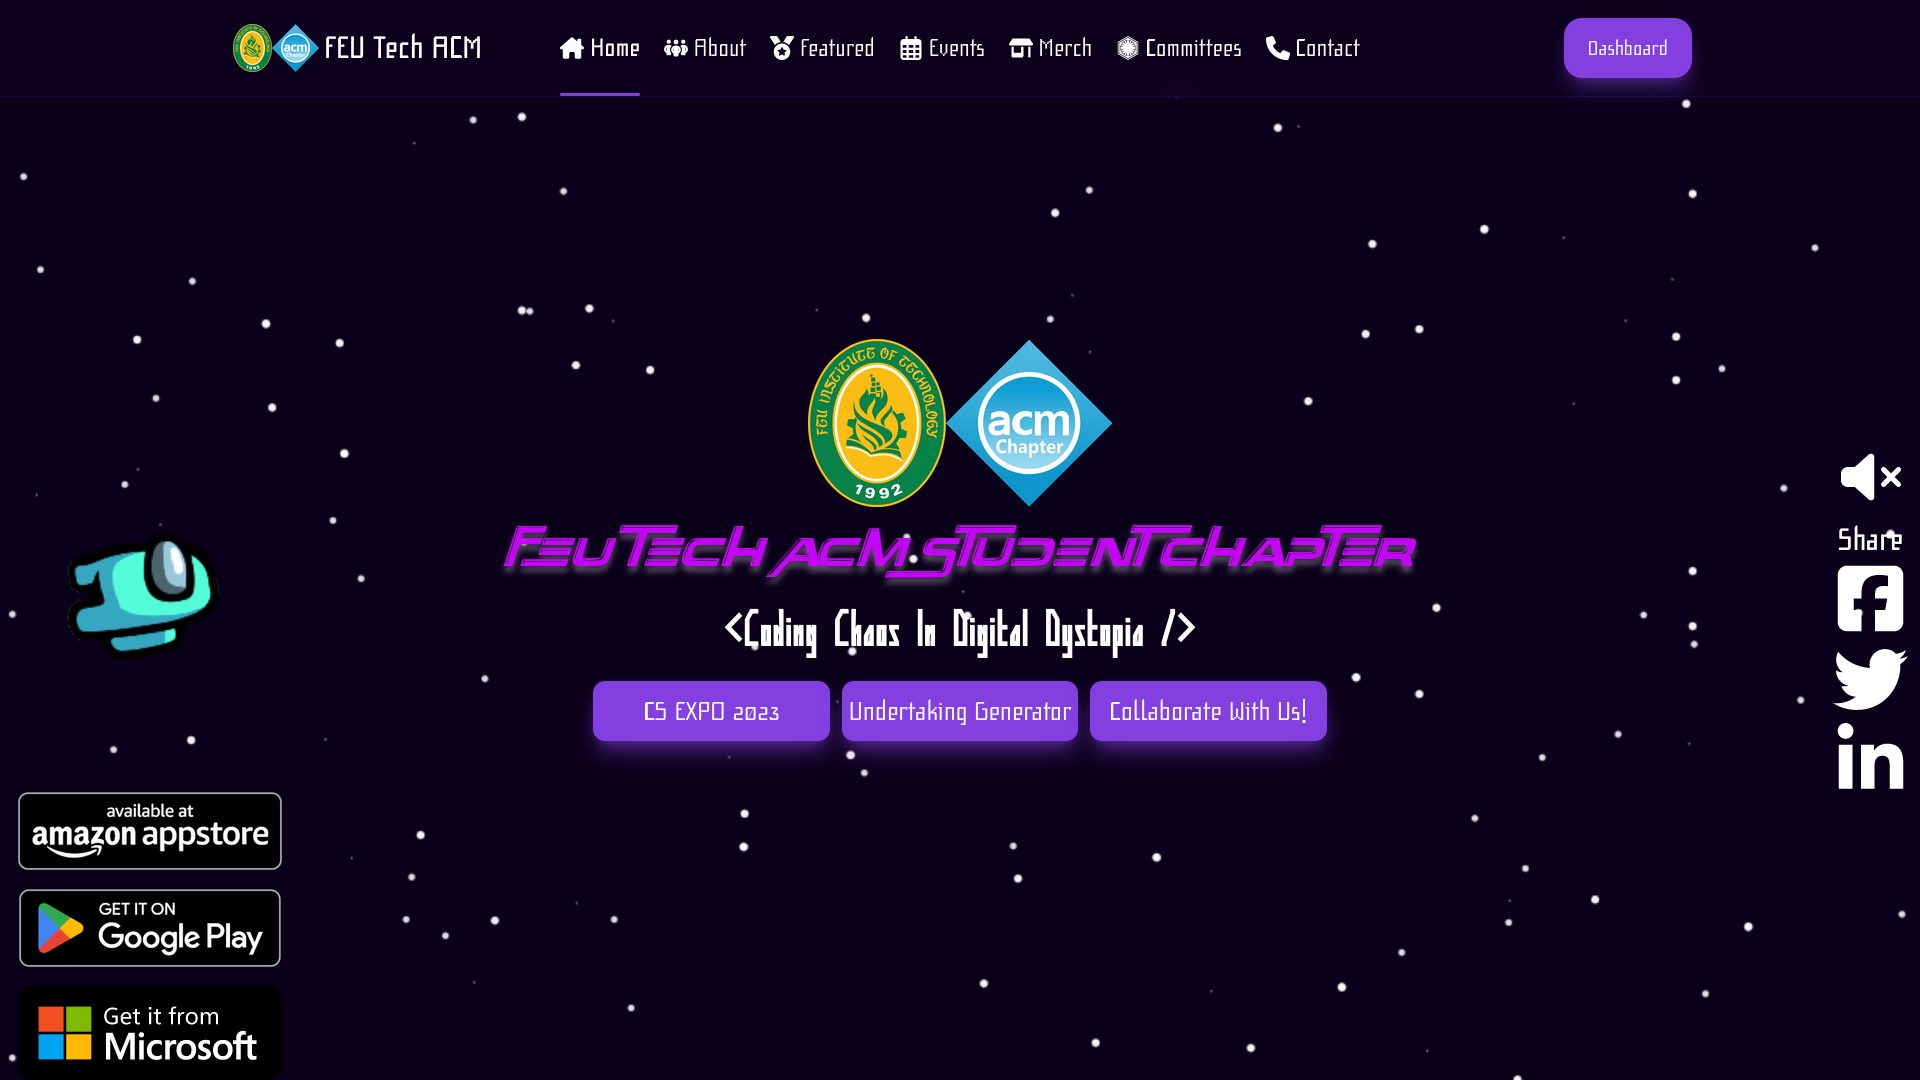 FEU Tech ACM
Home
About
Featured
Events
Merch
Committees
Contact
Dashboard
FEU INSTITUTE OF TECHNOLOGY
1992
acm
Chapter
FEU TECH ACM STUDENT CHAPTER
<Coding Chaos In Digital Dystopia />
CS EXPO 2023
Undertaking Generator
Collaborate With Us!
Share
available at
amazon appstore
GET IT ON
Google Play
Get it from
Microsoft